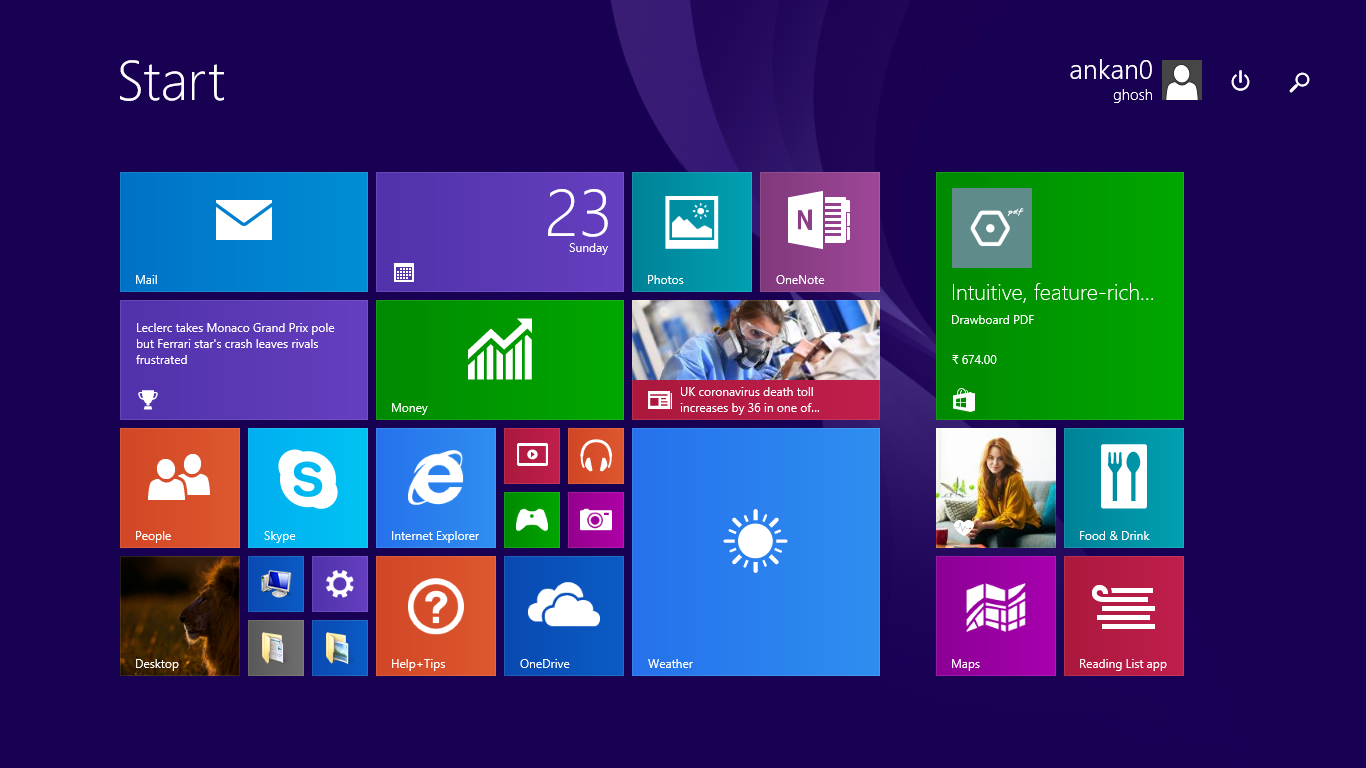 Start
ankan0
ghosh
Mail
23
Sunday
Photos
N
OneNote
pdf
Intuitive, feature-rich...
Drawboard PDF
₹ 674.00
Leclerc takes Monaco Grand Prix pole
but Ferrari star's crash leaves rivals
frustrated
Money
UK coronavirus death toll
increases by 36 in one of...
People
S
Skype
Internet Explorer
Food & Drink
Desktop
?
Help+Tips
OneDrive
Weather
Maps
Reading List app